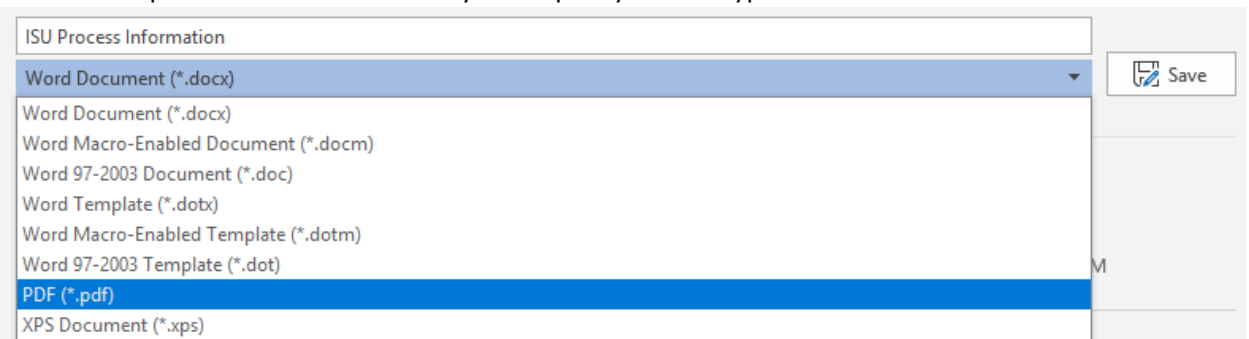 ISU Process Information
Word Document (*.docx)
Save
Word Document (*.docx)
Word Macro-Enabled Document (*.docm)
Word 97-2003 Document (*.doc)
Word Template (*.dotx)
Word Macro-Enabled Template (*.dotm)
Word 97-2003 Template (*.dot)
M
PDF (*.pdf)
XPS Document (*.xps)